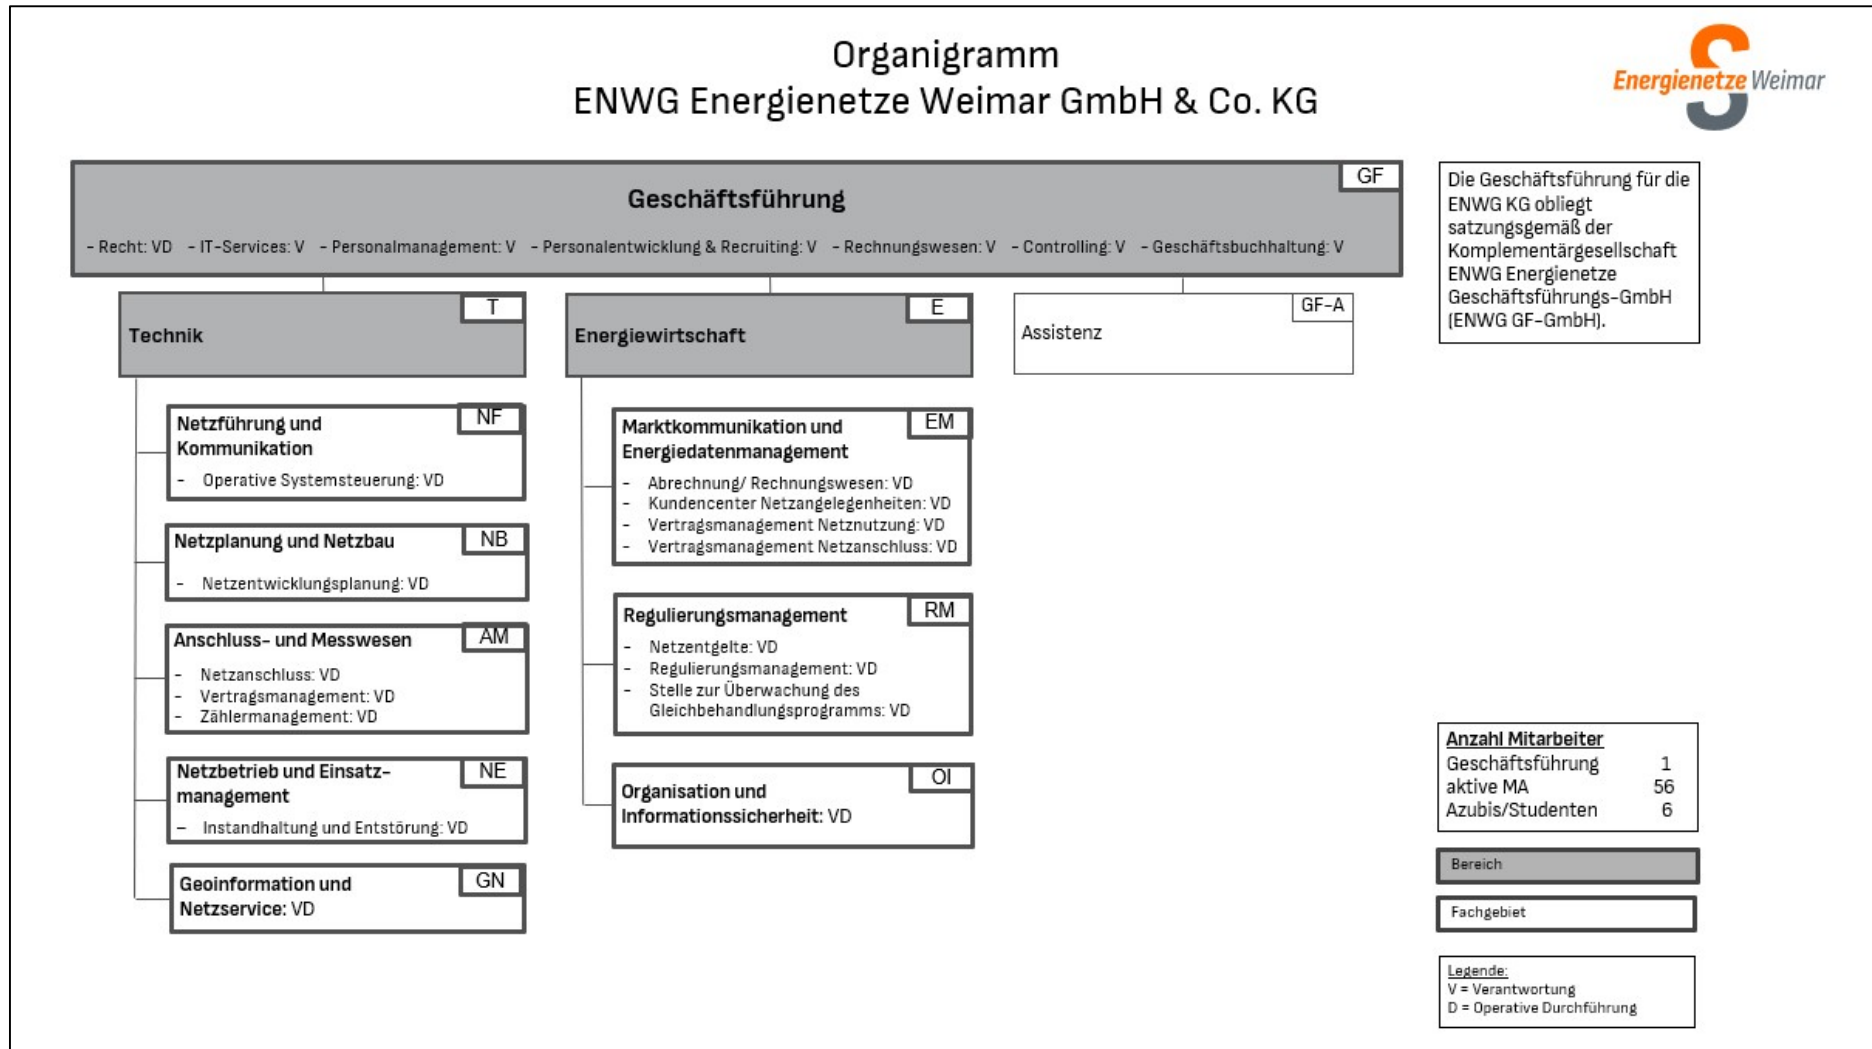 Organigramm
ENWG Energienetze Weimar GmbH & Co. KG
Energienetze Weimar
GF
Geschäftsführung
- Recht: VD - IT-Services: V - Personalmanagement: V - Personalentwicklung & Recruiting: V - Rechnungswesen: V - Controlling: V - Geschäftsbuchhaltung: V
Die Geschäftsführung für die
ENWG KG obliegt
satzungsgemäß der
Komplementärgesellschaft
ENWG Energienetze
Geschäftsführungs-GmbH
(ENWG GF-GmbH).
T
Technik
NF
Netzführung und
Kommunikation
- Operative Systemsteuerung: VD
NB
Netzplanung und Netzbau
- Netzentwicklungsplanung: VD
AM
Anschluss- und Messwesen
- Netzanschluss: VD
- Vertragsmanagement: VD
- Zählermanagement: VD
NE
Netzbetrieb und Einsatz-
management
– Instandhaltung und Entstörung: VD
GN
Geoinformation und
Netzservice: VD
E
Energiewirtschaft
EM
Marktkommunikation und
Energiedatenmanagement
- Abrechnung/ Rechnungswesen: VD
- Kundencenter Netzangelegenheiten: VD
- Vertragsmanagement Netznutzung: VD
- Vertragsmanagement Netzanschluss: VD
RM
Regulierungsmanagement
- Netzentgelte: VD
- Regulierungsmanagement: VD
- Stelle zur Überwachung des
Gleichbehandlungsprogramms: VD
OI
Organisation und
Informationssicherheit: VD
GF-A
Assistenz
Anzahl Mitarbeiter
Geschäftsführung 1
aktive MA 56
Azubis/Studenten 6
Bereich
Fachgebiet
Legende:
V = Verantwortung
D = Operative Durchführung